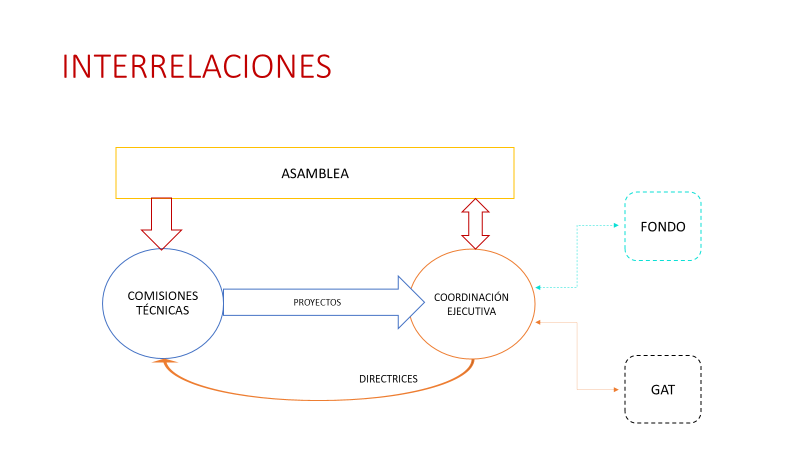 INTERRELACIONES
ASAMBLEA
FONDO
COMISIONES
TÉCNICAS
PROYECTOS
COORDINACIÓN
EJECUTIVA
DIRECTRICES
GAT